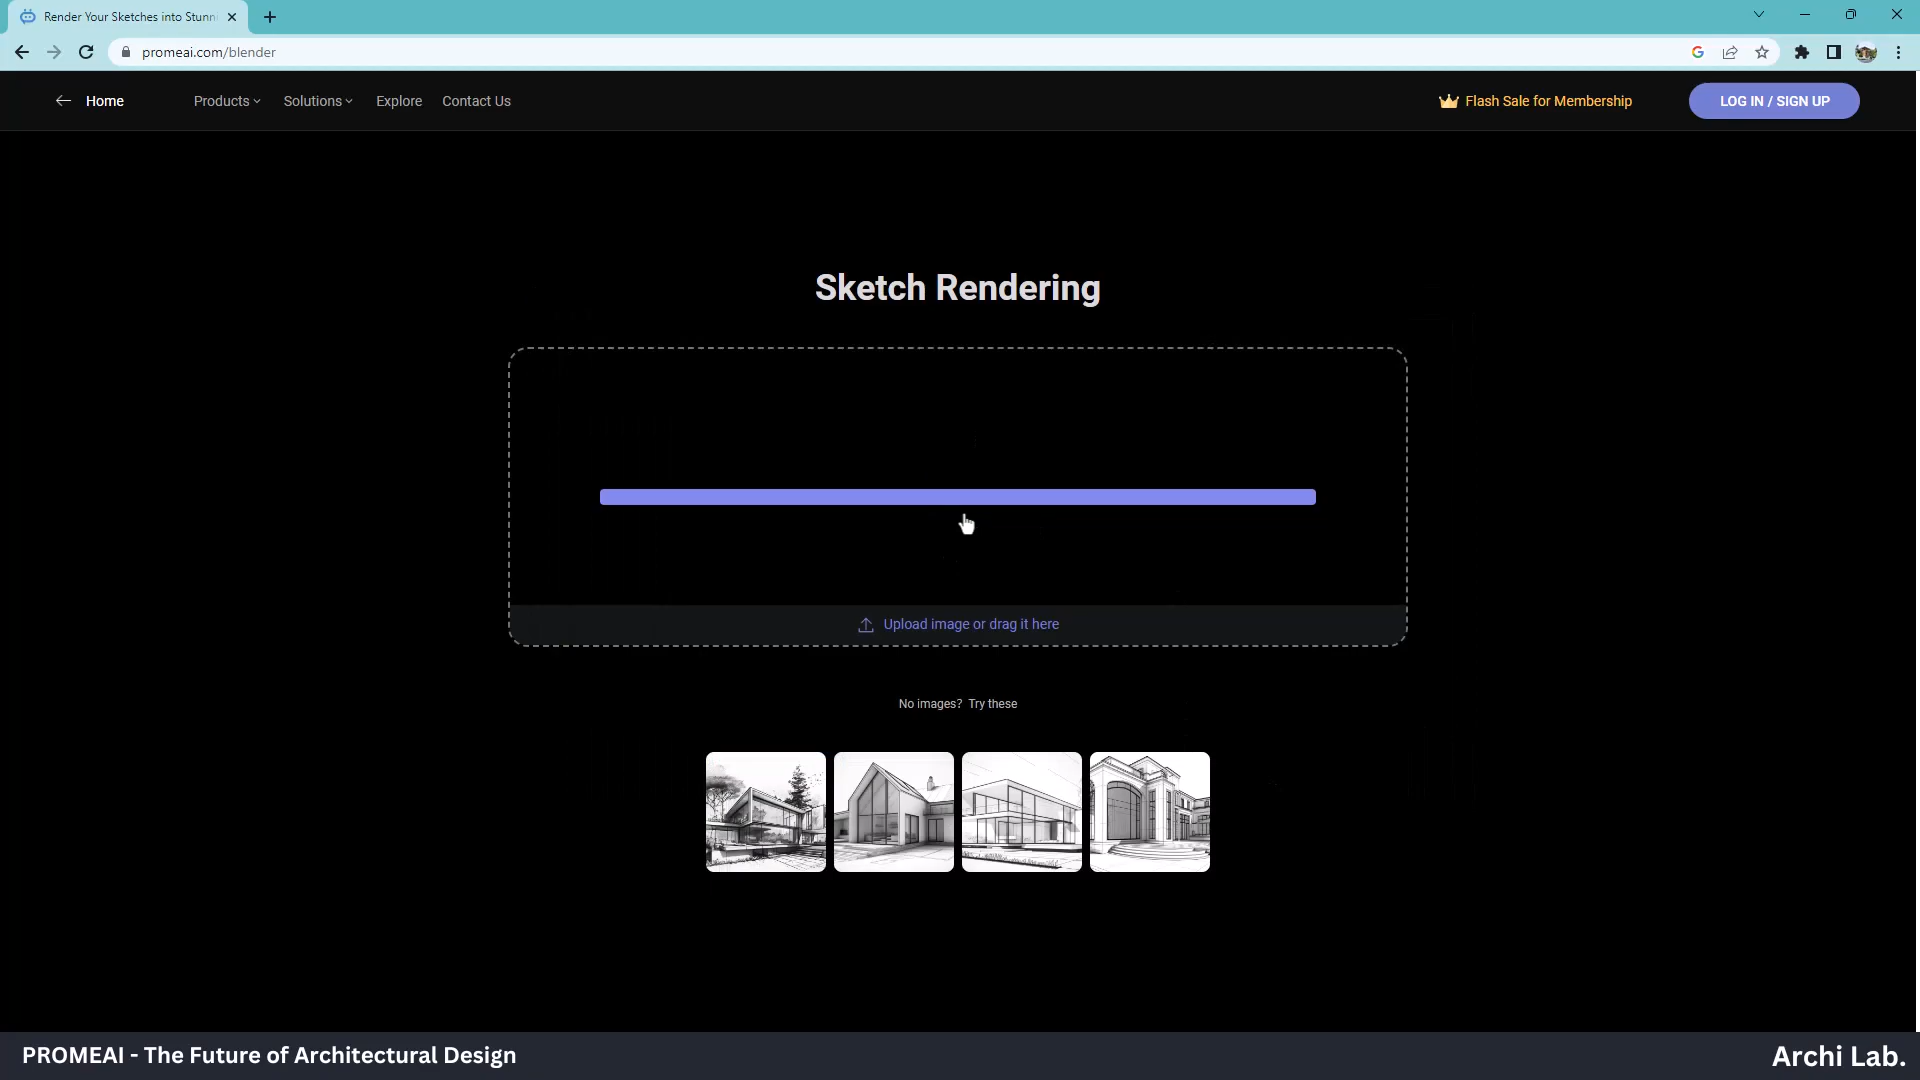 Render Your Sketches into Stunni
promeai.com/blender
Home
Products
Solutions
Explore
Contact Us
Flash Sale for Membership
LOG IN / SIGN UP
Sketch Rendering
Upload image or drag it here
No images? Try these
PROMEAI - The Future of Architectural Design
Archi Lab.